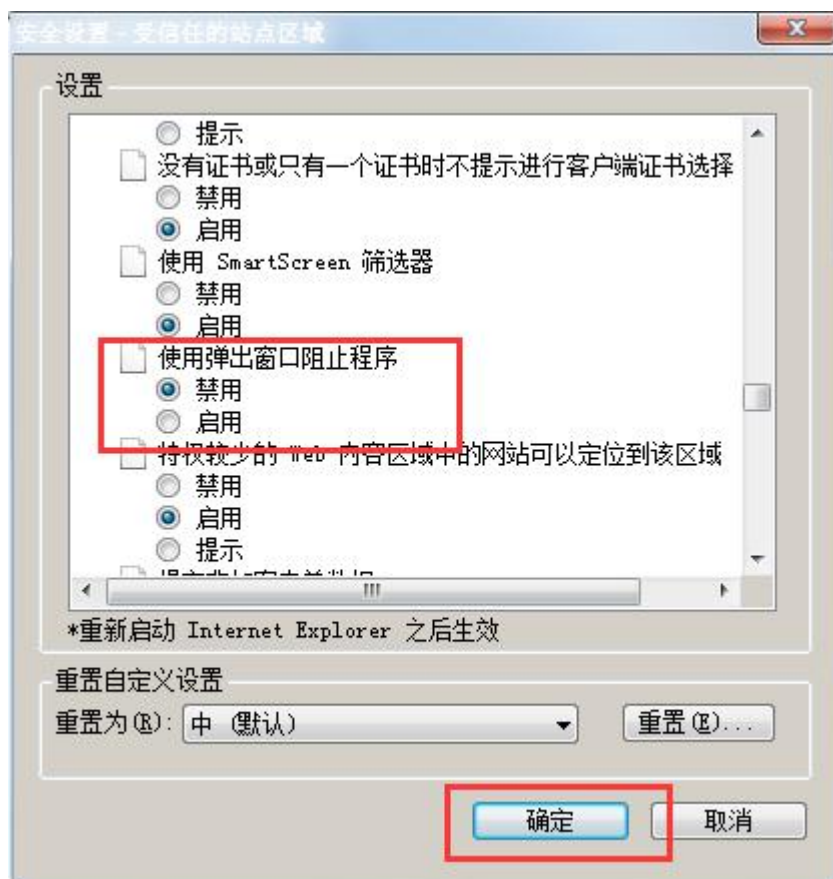 安全设置 - 受信任的站点区域
设置
提示
没有证书或只有一个证书时不提示进行客户端证书选择
禁用
启用
使用 SmartScreen 筛选器
禁用
启用
使用弹出窗口阻止程序
禁用
启用
特权较少的 Web 内容区域中的网站可以定位到该区域
禁用
启用
提示
*重新启动 Internet Explorer 之后生效
重置自定义设置
重置为(R): 中 (默认) 重置(E)...
确定 取消